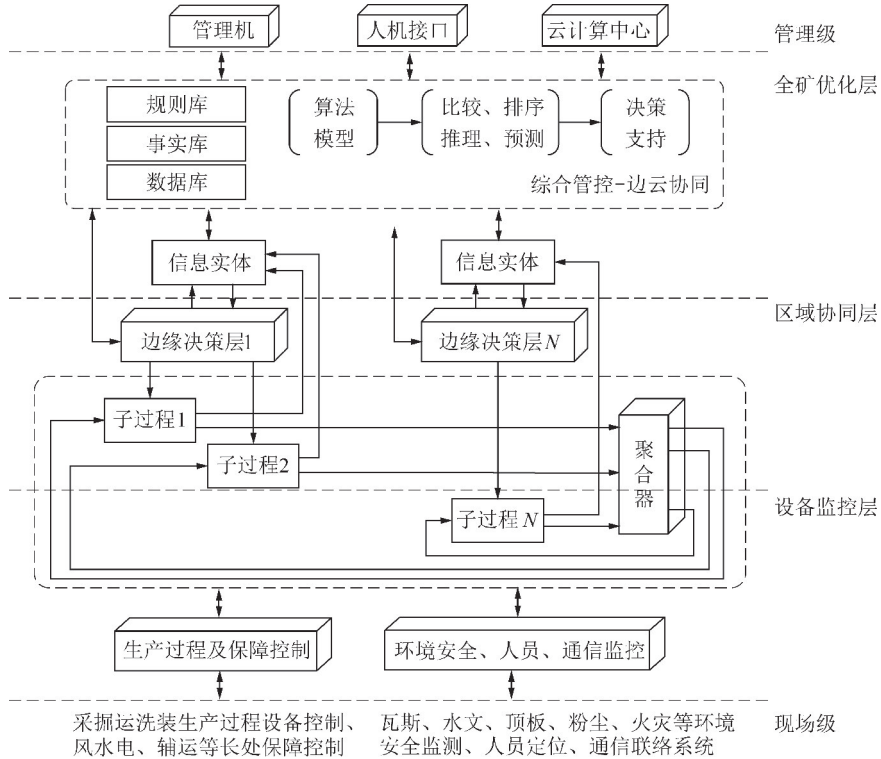 管理机
人机接口
云计算中心
管理级
全矿优化层
规则库
事实库
数据库
算法
模型
比较、排序
推理、预测
决策
支持
综合管控-边云协同
信息实体
信息实体
区域协同层
边缘决策层1
边缘决策层N
子过程1
子过程2
子过程N
聚合器
设备监控层
生产过程及保障控制
环境安全、人员、通信监控
采掘运洗装生产过程设备控制、
风水电、辅运等长处保障控制
瓦斯、水文、顶板、粉尘、火灾等环境
安全监测、人员定位、通信联络系统
现场级